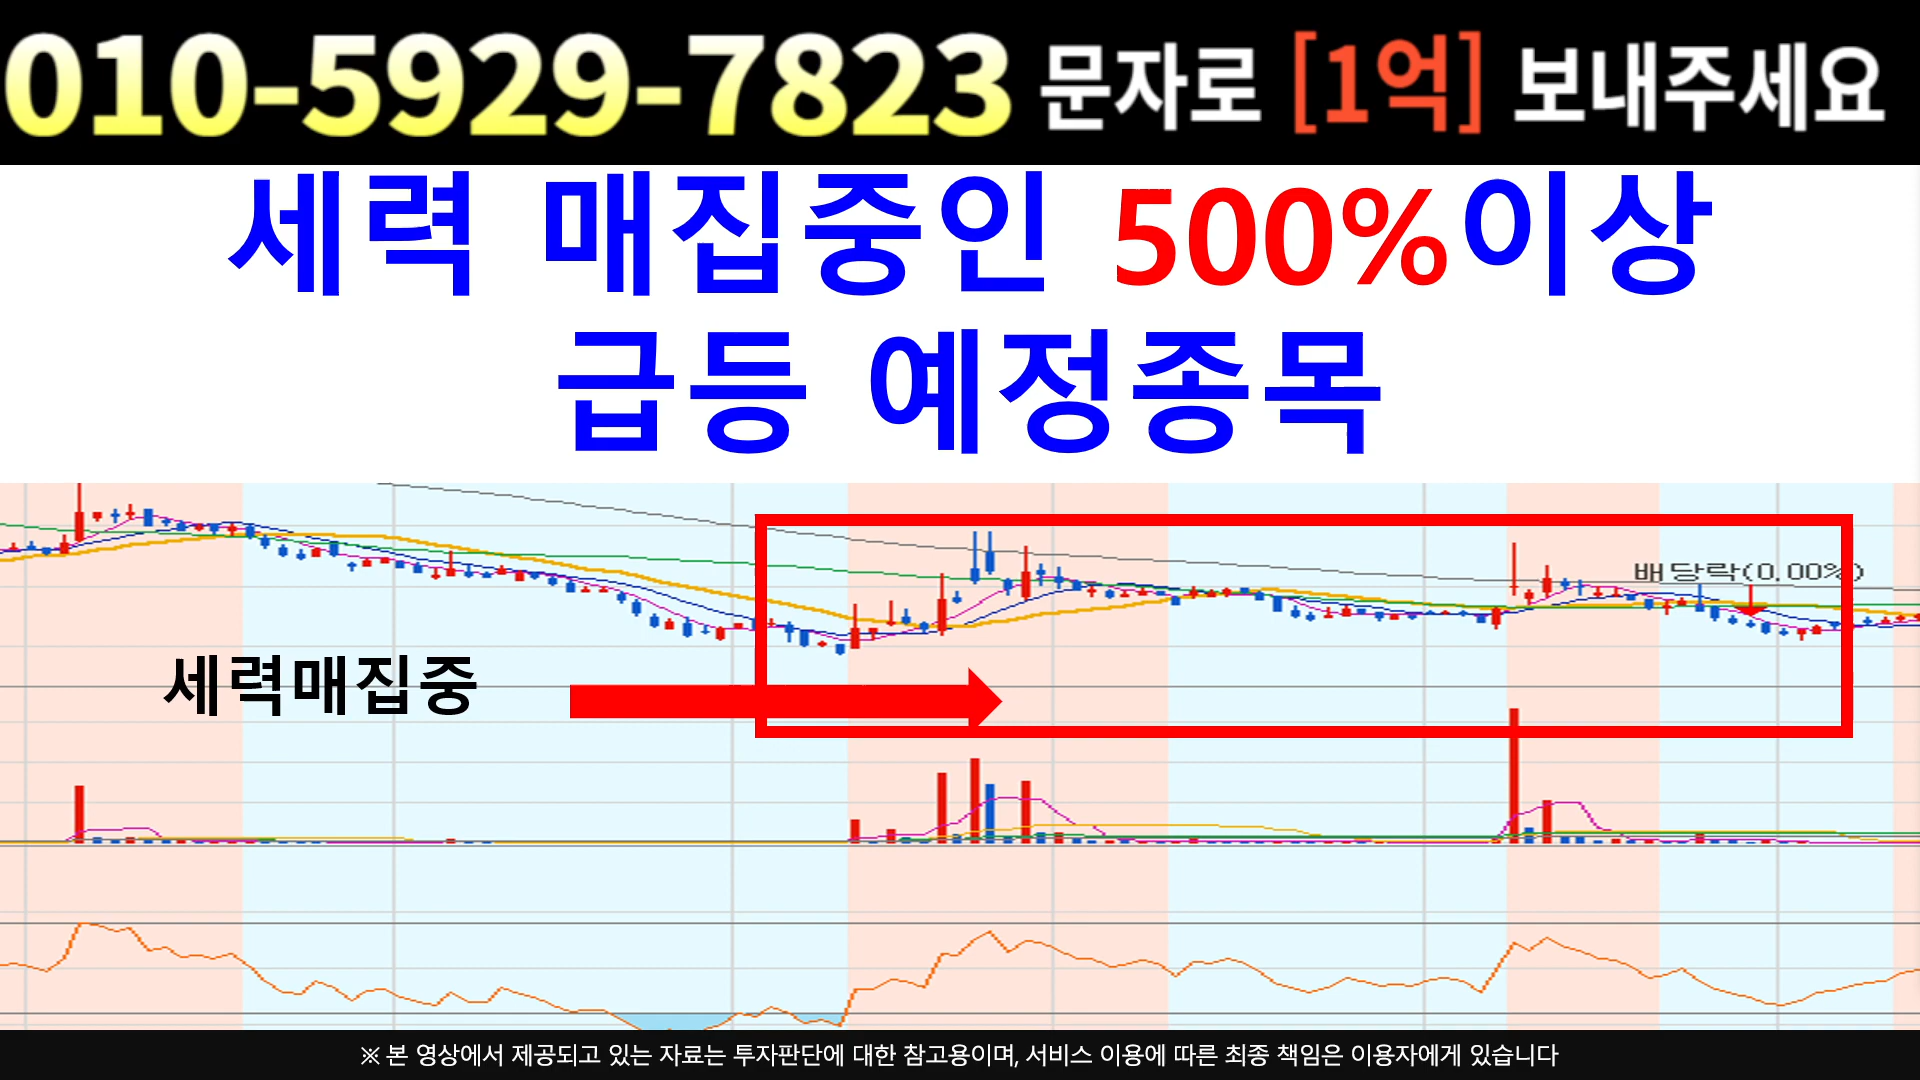 010-5929-7823 문자로 [1억] 보내주세요
세력 매집중인 500%이상
급등 예정종목
배당락(0.00%)
세력매집중
※ 본 영상에서 제공되고 있는 자료는 투자판단에 대한 참고용이며, 서비스 이용에 따른 최종 책임은 이용자에게 있습니다